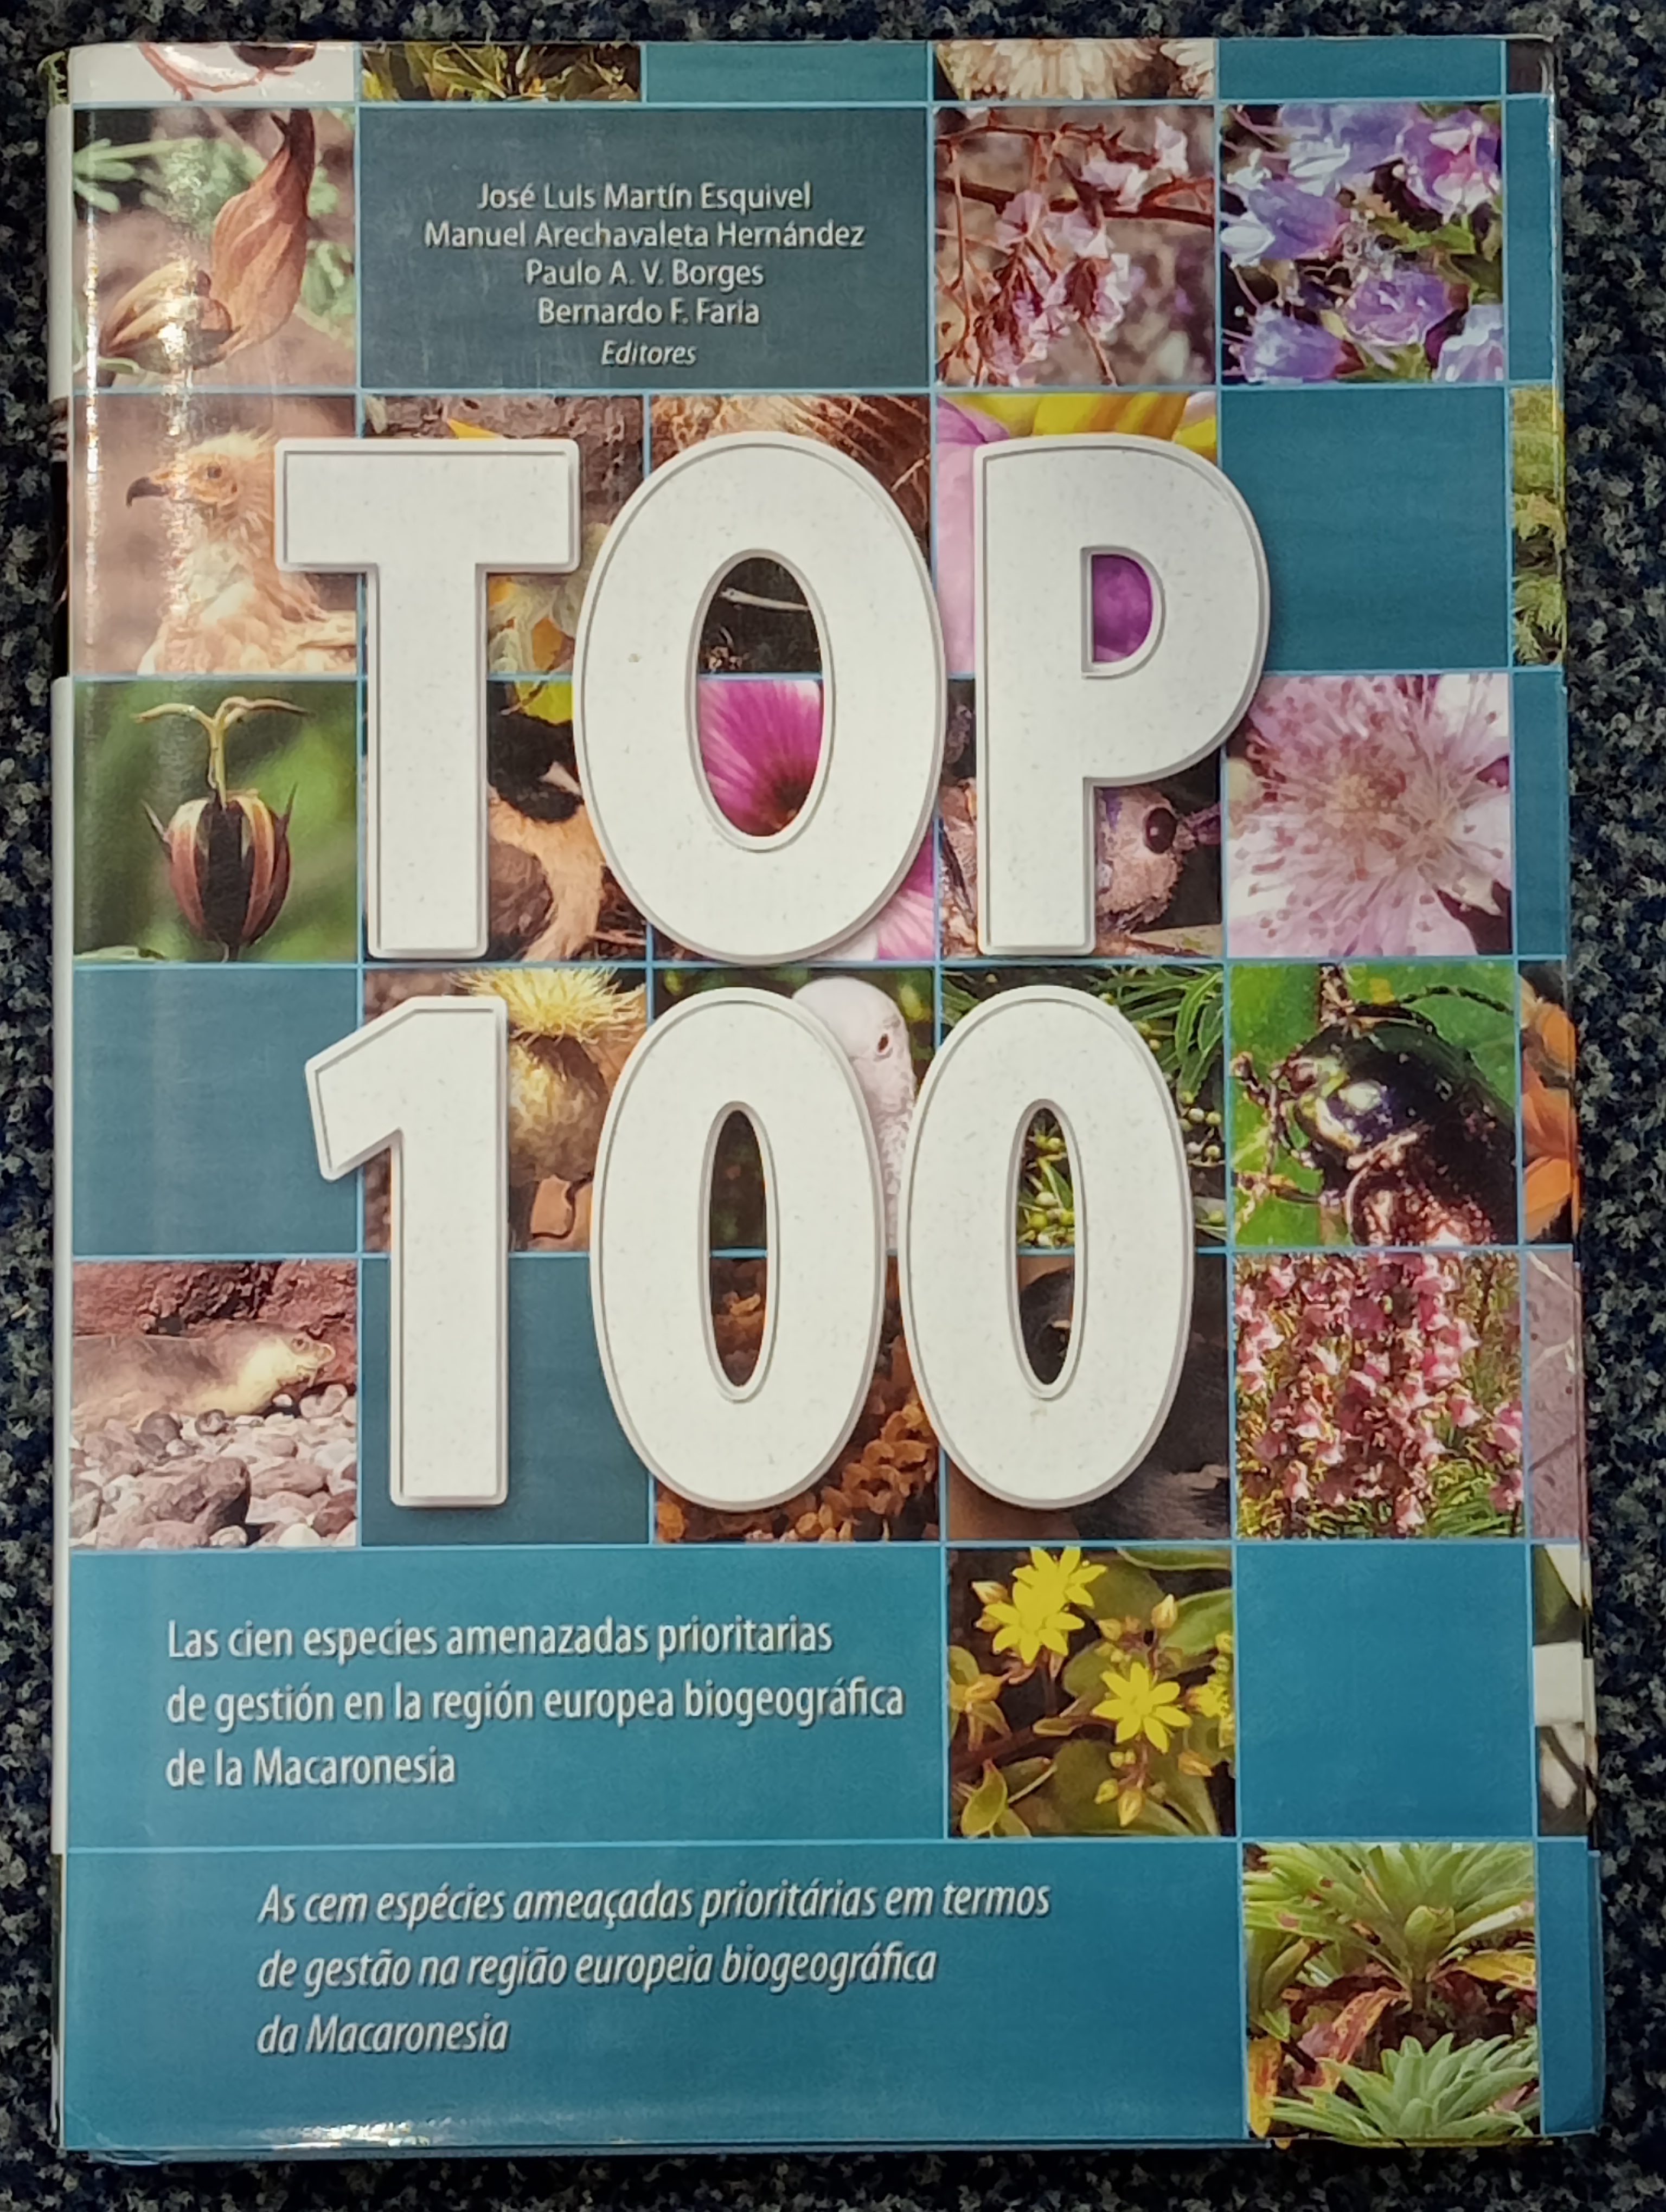 José Luis Martín Esquivel
Manuel Arechavaleta Hernández
Paulo A. V. Borges
Bernardo F. Faria
Editores
TOP
100
Las cien especies amenazadas prioritarias
de gestión en la región europea biogeográfica
de la Macaronesia
As cem espécies ameaçadas prioritárias em termos
de gestão na região europeia biogeográfica
da Macaronesia